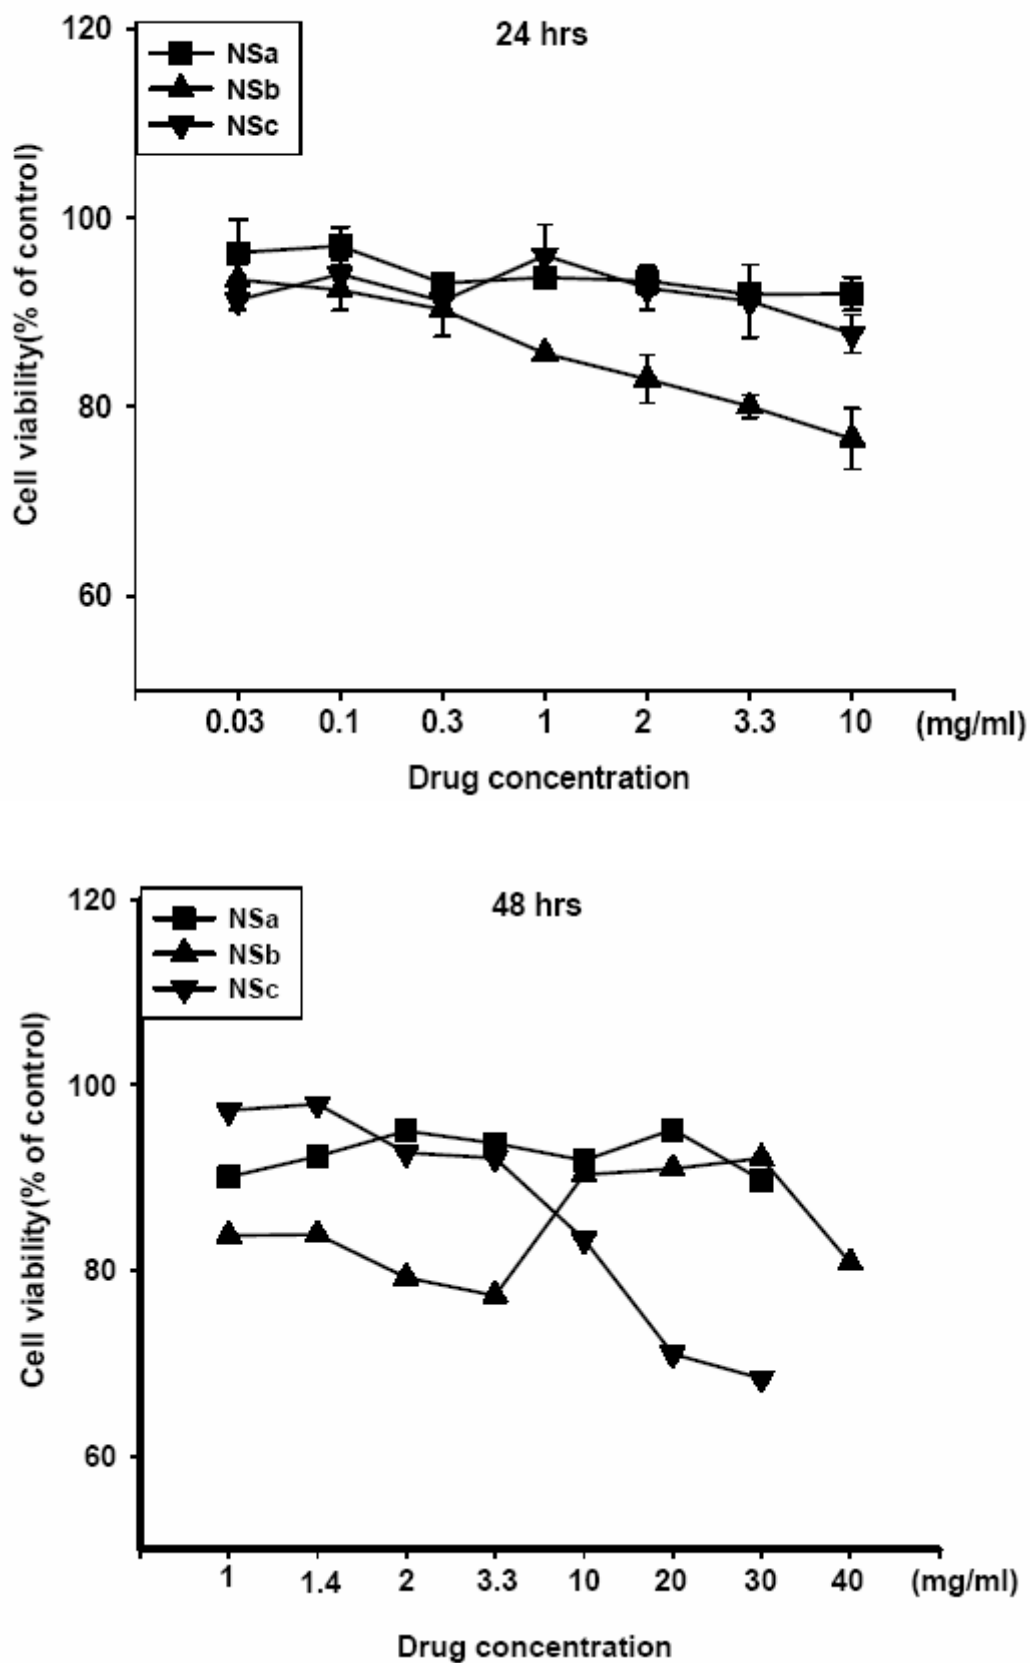 24 hrs
NSa
NSb
NSc
120
100
80
60
Cell viability(% of control)
0.03 0.1 0.3 1 2 3.3 10 (mg/ml)
Drug concentration
48 hrs
NSa
NSb
NSc
120
100
80
60
Cell viability(% of control)
1 1.4 2 3.3 10 20 30 40 (mg/ml)
Drug concentration